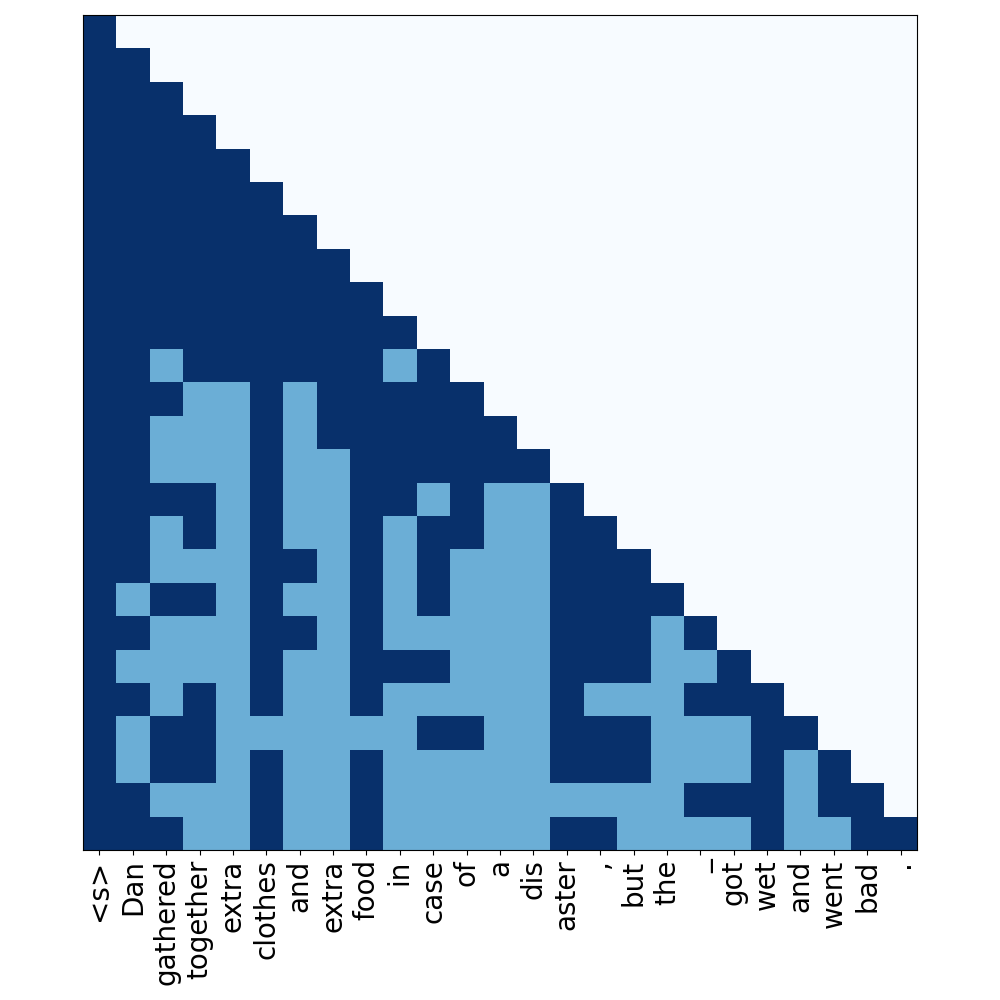 <s>
Dan
gathered
together
extra
clothes
and
extra
food
in
case
of
a
dis
aster
,
but
the
_
got
wet
and
went
bad
.